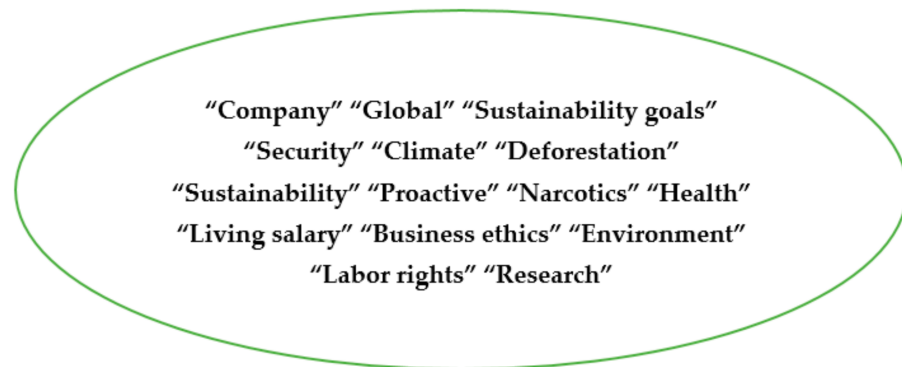 “Company” “Global” “Sustainability goals”
“Security” “Climate” “Deforestation”
“Sustainability” “Proactive” “Narcotics” “Health”
“Living salary” “Business ethics” “Environment”
“Labor rights” “Research”